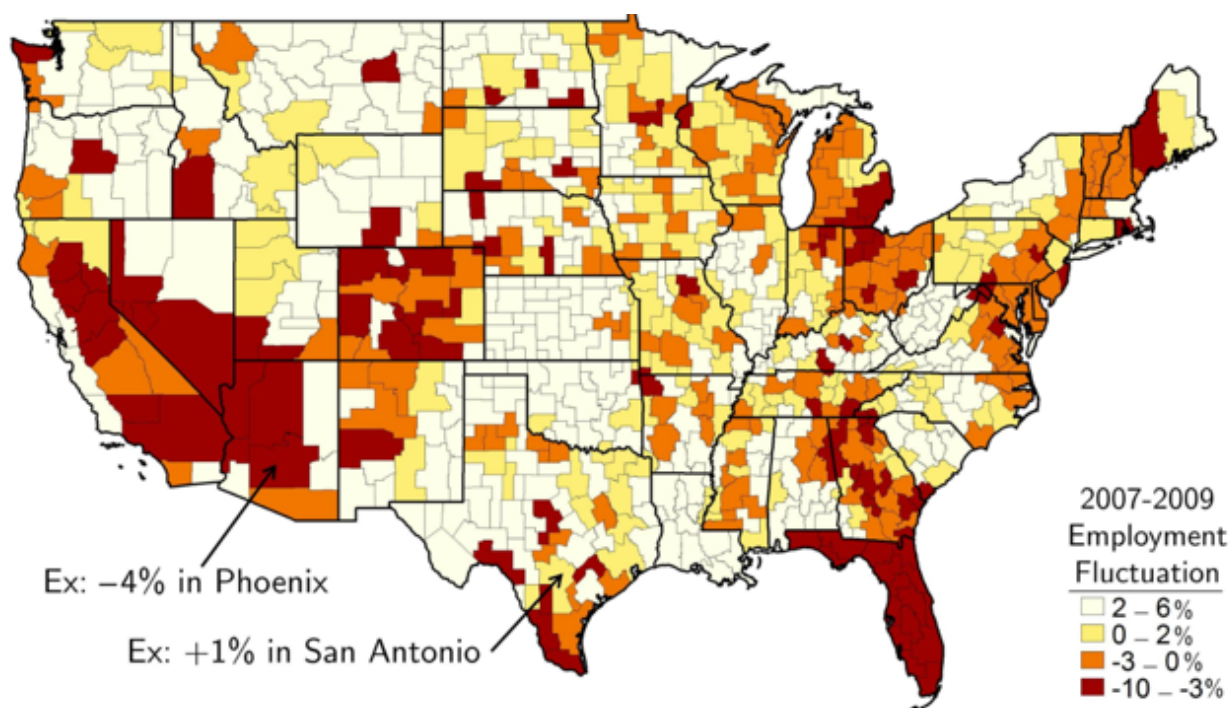 Ex: −4% in Phoenix
Ex: +1% in San Antonio
2007-2009
Employment
Fluctuation
2 – 6%
0 – 2%
-3 – 0%
-10 – -3%